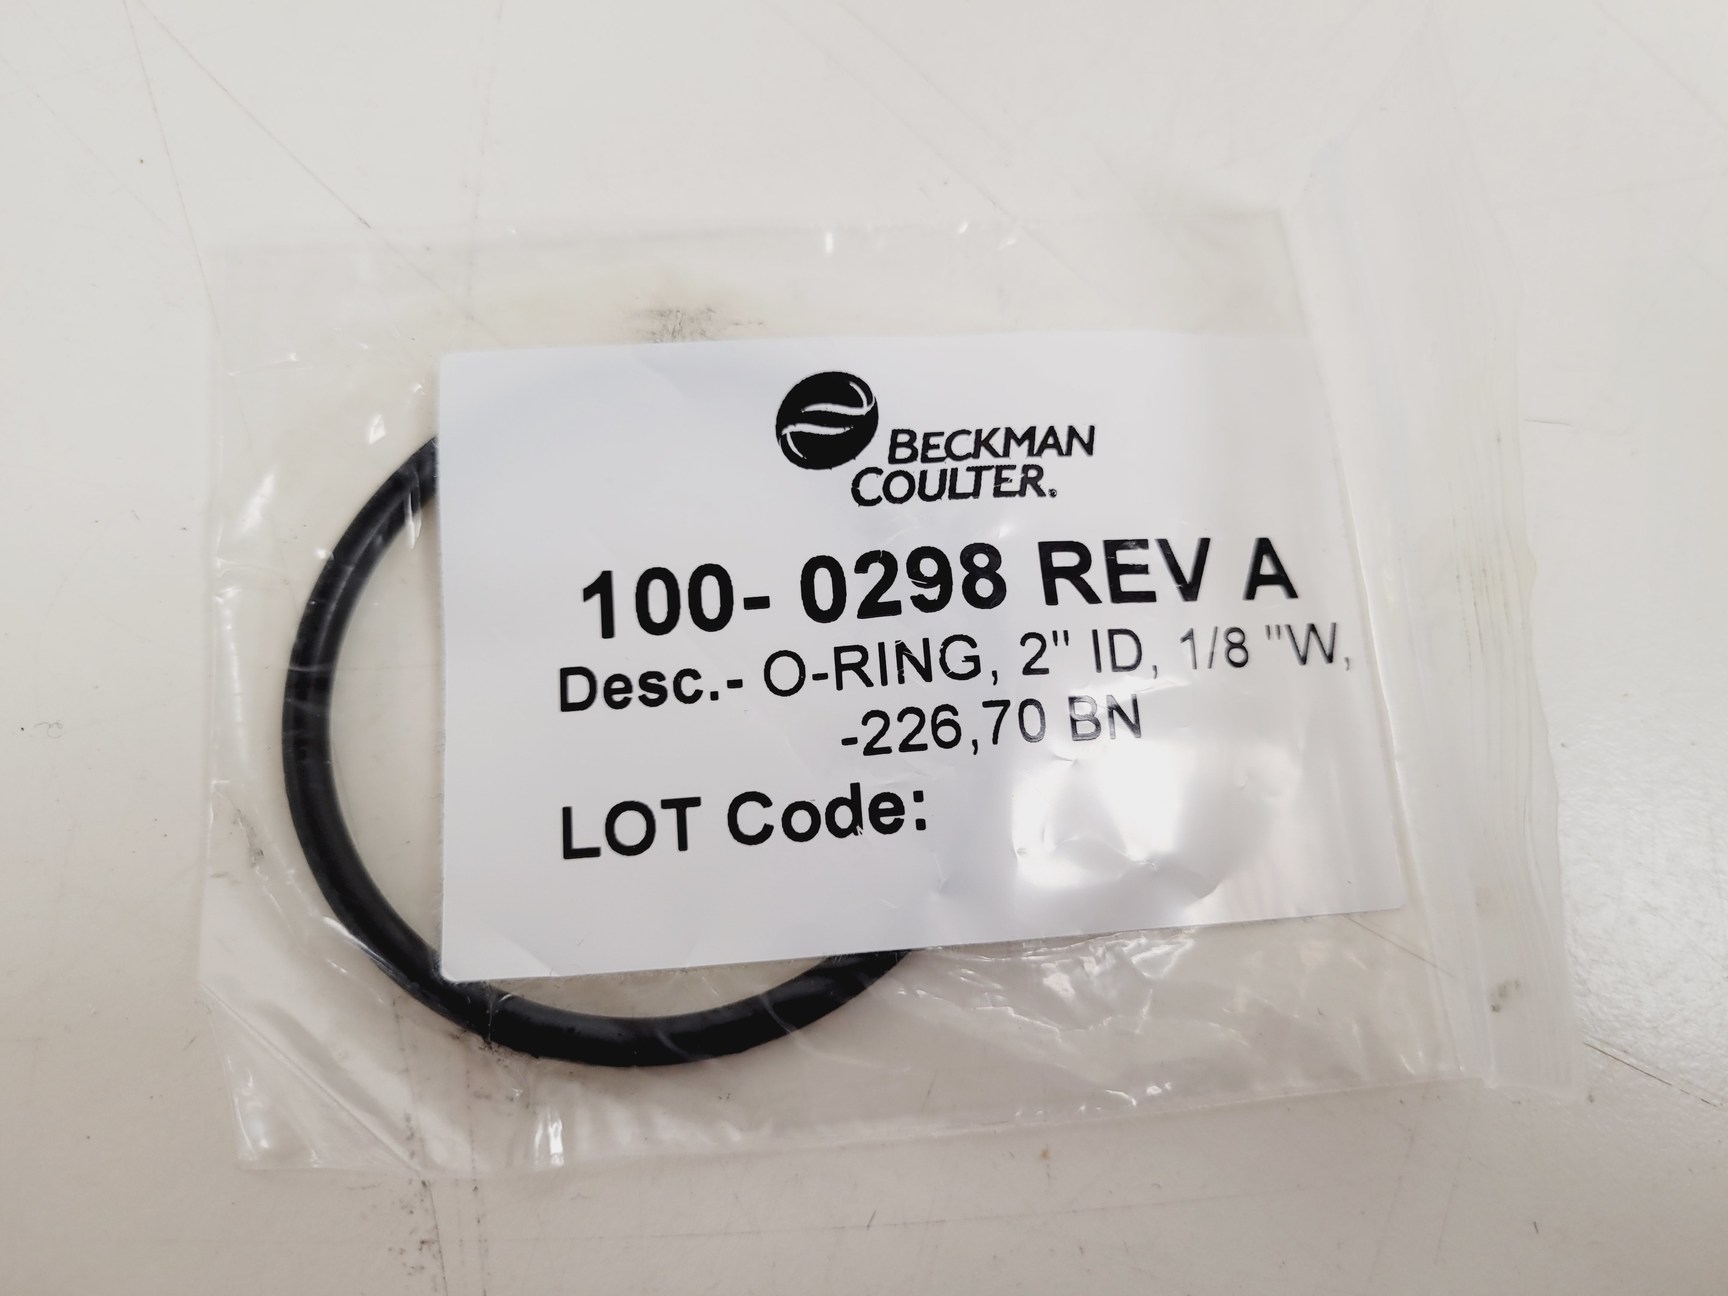 BECKMAN
COULTER.
100- 0298 REV A
Desc.- O-RING, 2" ID, 1/8 "W,
-226,70 BN
LOT Code: